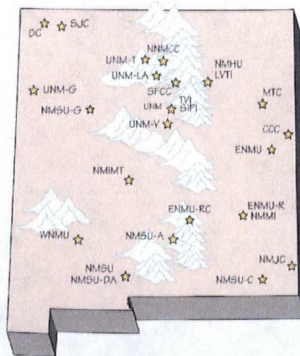 DC
SJC
NNMCC
UNM-T
UNM-LA
NMHU
LVTI
SFCC
UNM-G
MTC
NMSU-G
UNM
TVI
SIPI
UNM-V
CCC
ENMU
NMIMT
ENMU-RC
ENMU-R
NMMI
WNMU
NMSU-A
NMJC
NMSU
NMSU-DA
NMSU-C